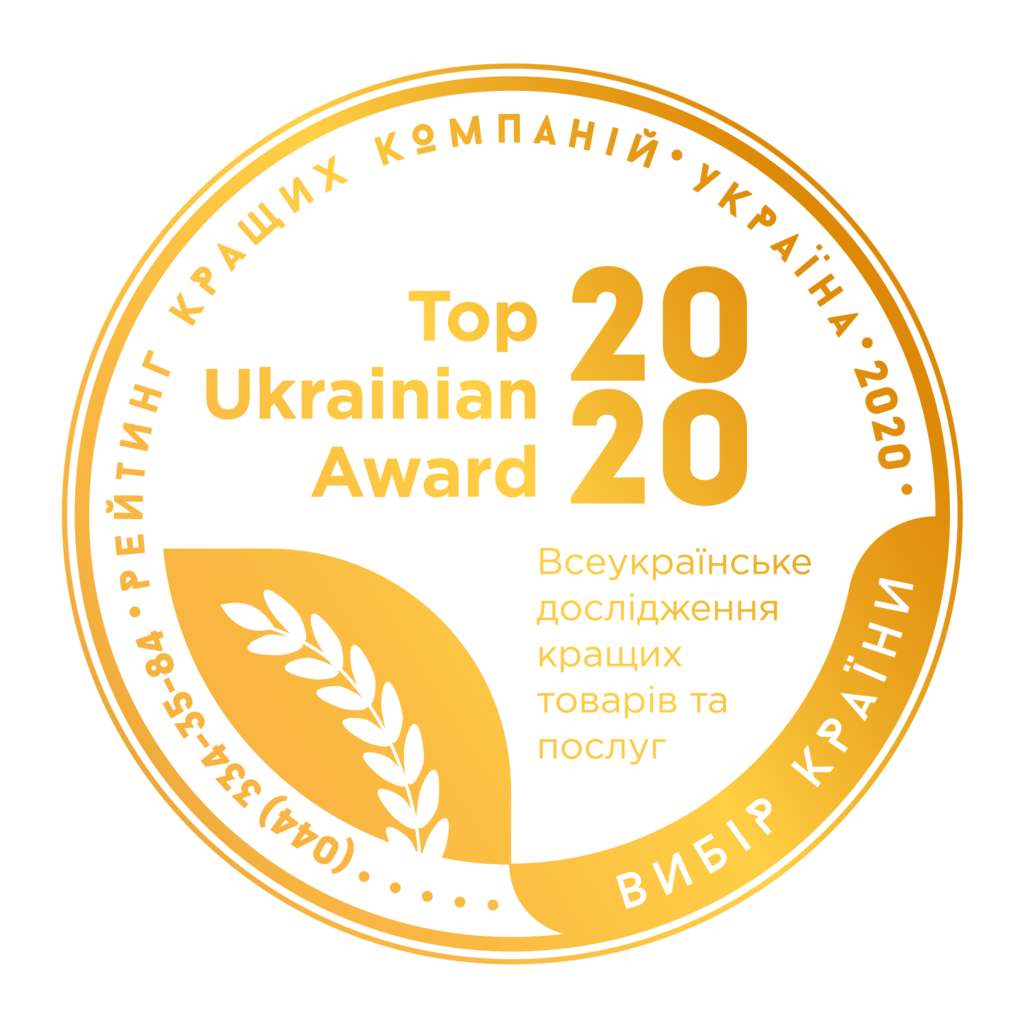 РЕЙТИНГ КРАЩИХ КОМПАНІЙ • УКРАЇНА • 2020 •
Top
Ukrainian
Award
20
20
Всеукраїнське
дослідження
кращих
товарів та
послуг
ВИБІР КРАЇНИ
(044) 334-35-84 •